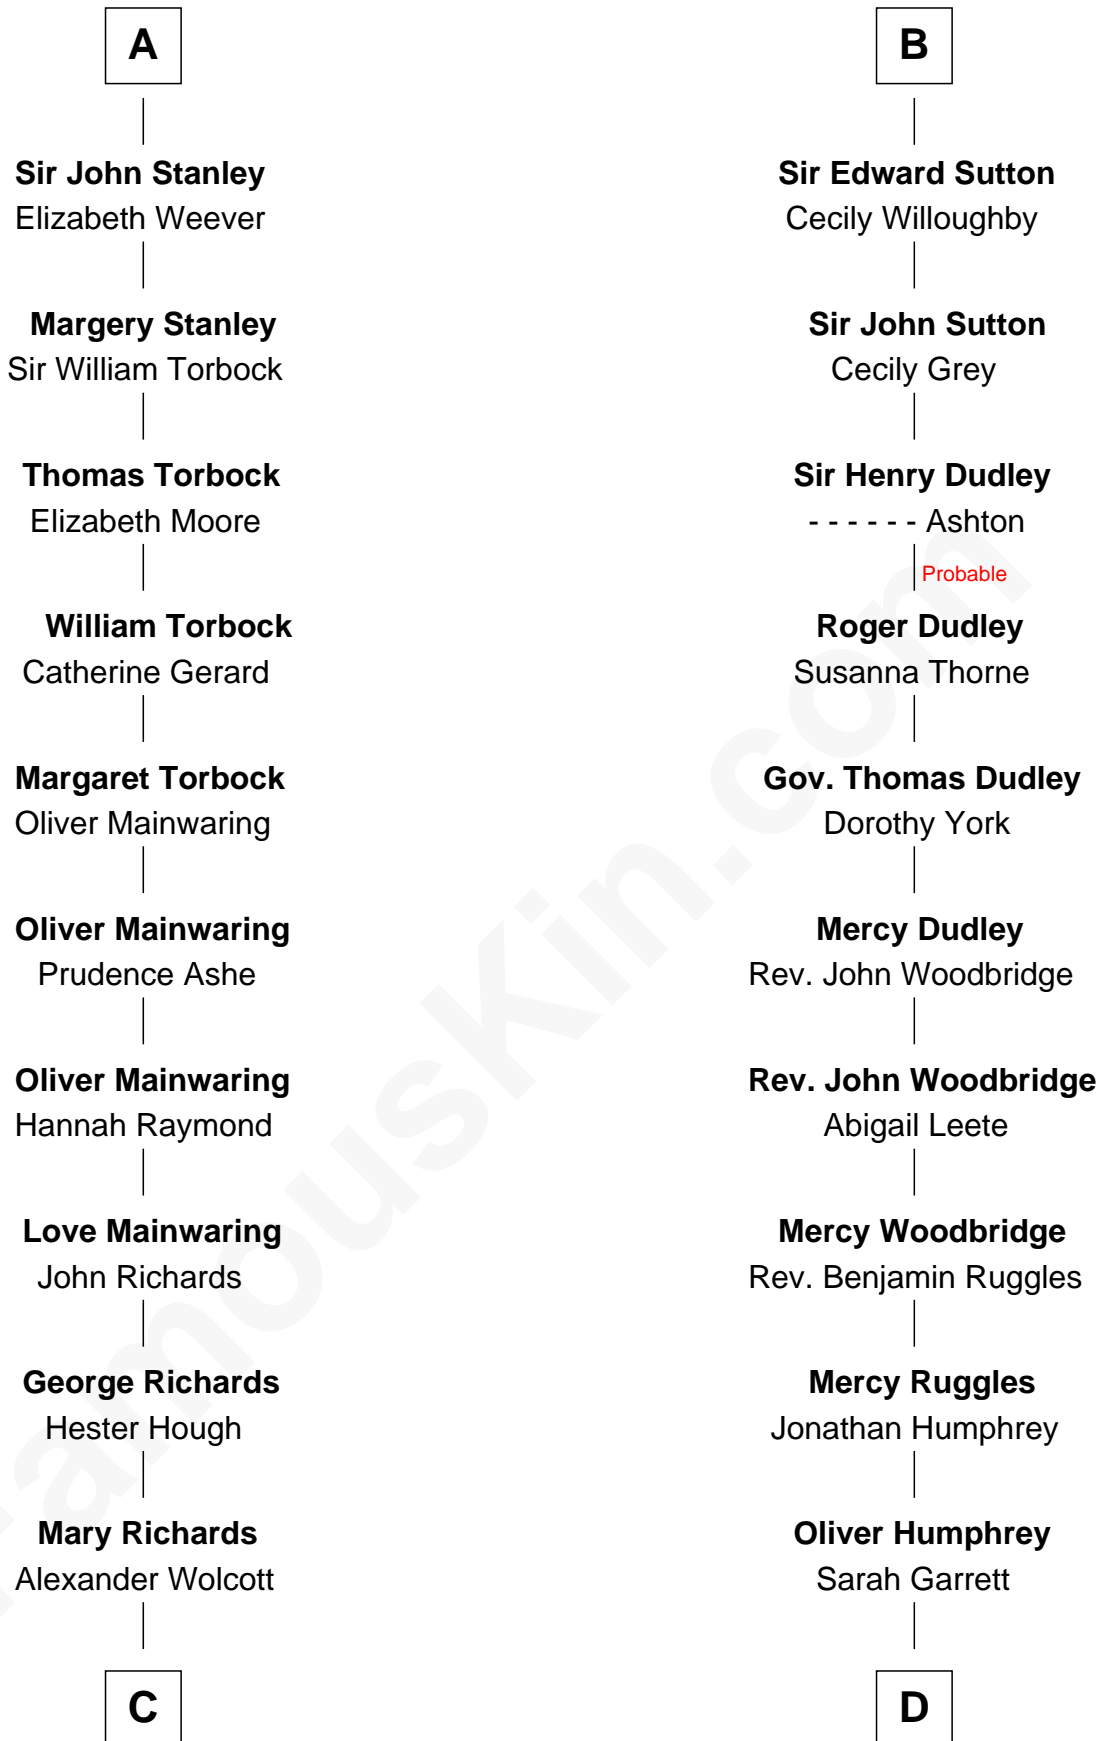 A
Sir John Stanley
Elizabeth Weever
Margery Stanley
Sir William Torbock
Thomas Torbock
Elizabeth Moore
William Torbock
Catherine Gerard
Margaret Torbock
Oliver Mainwaring
Oliver Mainwaring
Prudence Ashe
Oliver Mainwaring
Hannah Raymond
Love Mainwaring
John Richards
George Richards
Hester Hough
Mary Richards
Alexander Wolcott
C
B
Sir Edward Sutton
Cecily Willoughby
Sir John Sutton
Cecily Grey
Sir Henry Dudley
- - - - - - Ashton
Probable
Roger Dudley
Susanna Thorne
Gov. Thomas Dudley
Dorothy York
Mercy Dudley
Rev. John Woodbridge
Rev. John Woodbridge
Abigail Leete
Mercy Woodbridge
Rev. Benjamin Ruggles
Mercy Ruggles
Jonathan Humphrey
Oliver Humphrey
Sarah Garrett
D
FamousKin.com